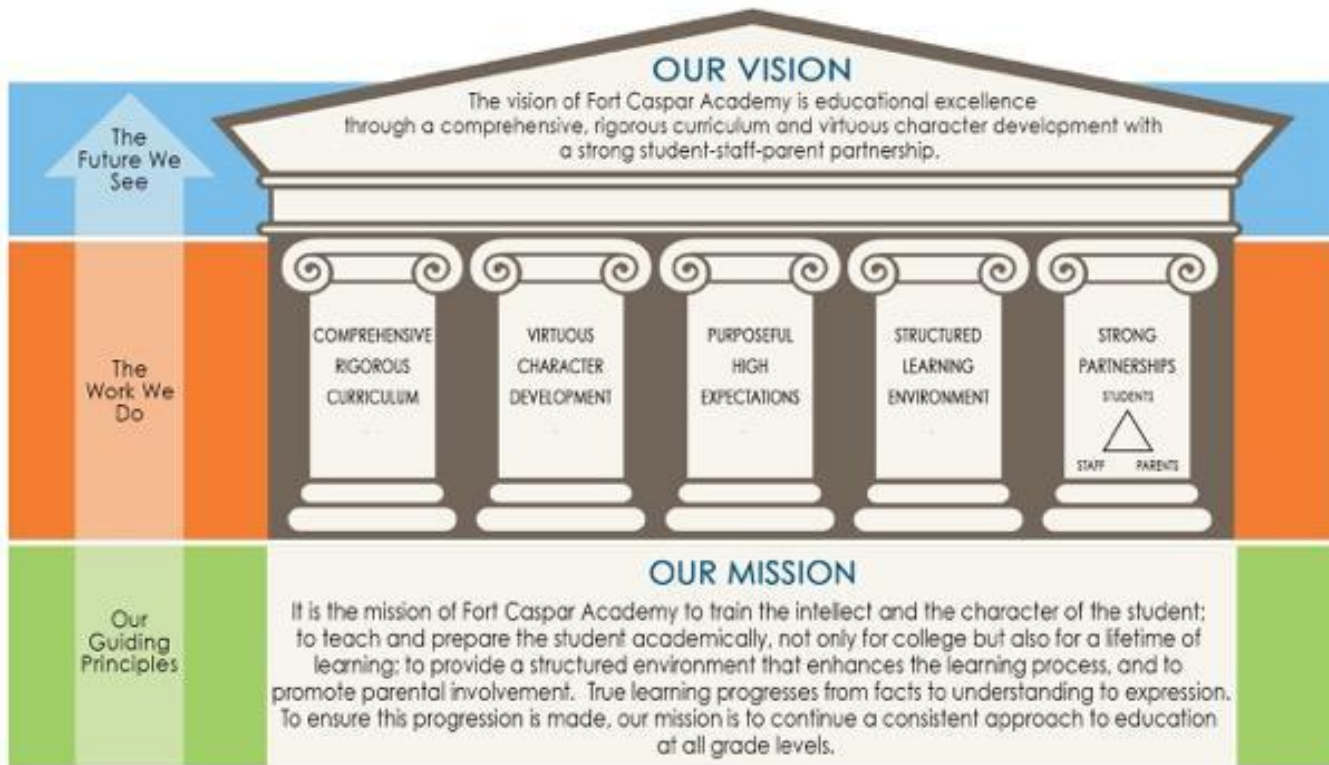 OUR VISION
The vision of Fort Caspar Academy is educational excellence
through a comprehensive, rigorous curriculum and virtuous character development with
a strong student-staff-parent partnership.
The
Future We
See
The
Work We
Do
COMPREHENSIVE
RIGOROUS
CURRICULUM
VIRTUOUS
CHARACTER
DEVELOPMENT
PURPOSEFUL
HIGH
EXPECTATIONS
STRUCTURED
LEARNING
ENVIRONMENT
STRONG
PARTNERSHIPS
STUDENTS
STAFF PARENTS
Our
Guiding
Principles
OUR MISSION
It is the mission of Fort Caspar Academy to train the intellect and the character of the student;
to teach and prepare the student academically, not only for college but also for a lifetime of
learning; to provide a structured environment that enhances the learning process, and to
promote parental involvement. True learning progresses from facts to understanding to expression.
To ensure this progression is made, our mission is to continue a consistent approach to education
at all grade levels.